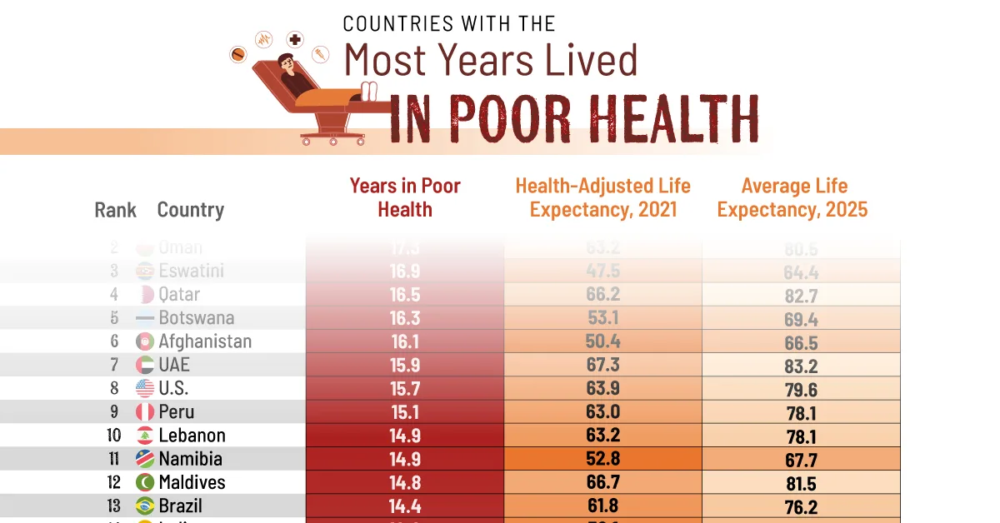 COUNTRIES WITH THE
Most Years Lived
IN POOR HEALTH
Rank Country Years in Poor Health Health-Adjusted Life Expectancy, 2021 Average Life Expectancy, 2025
2 Oman 17.3 63.2 80.5
3 Eswatini 16.9 47.5 64.4
4 Qatar 16.5 66.2 82.7
5 Botswana 16.3 53.1 69.4
6 Afghanistan 16.1 50.4 66.5
7 UAE 15.9 67.3 83.2
8 U.S. 15.7 63.9 79.6
9 Peru 15.1 63.0 78.1
10 Lebanon 14.9 63.2 78.1
11 Namibia 14.9 52.8 67.7
12 Maldives 14.8 66.7 81.5
13 Brazil 14.4 61.8 76.2